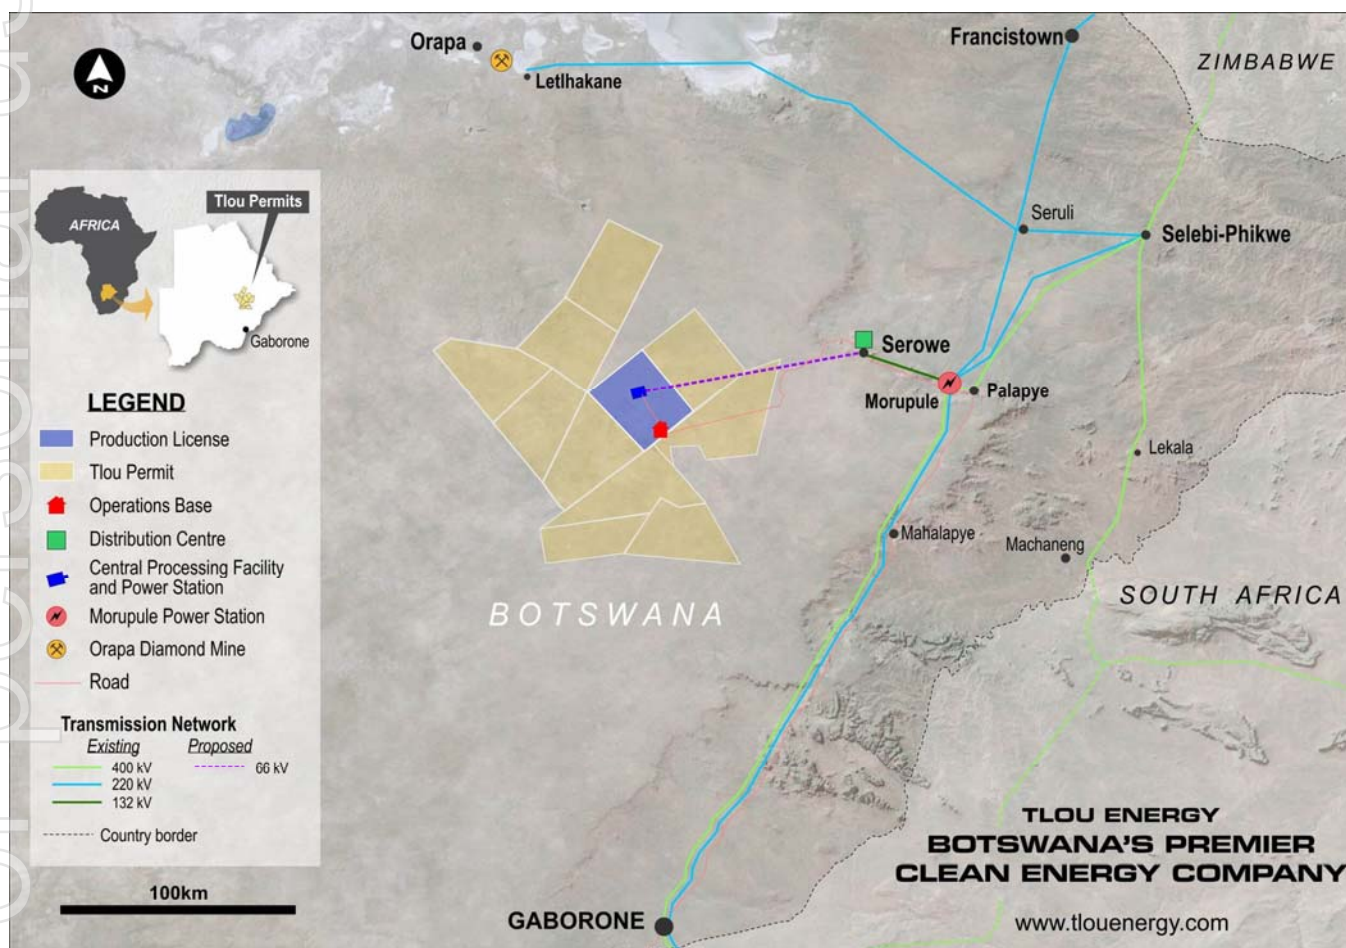 Orapa
Letlhakane
Francistown
ZIMBABWE
N
Tlou Permits
AFRICA
Gaborone
Seruli
Selebi-Phikwe
Serowe
Morupule
Palapye
Lekala
Mahalapye
Machaneng
BOTSWANA
SOUTH AFRICA
LEGEND
Production License
Tlou Permit
Operations Base
Distribution Centre
Central Processing Facility
and Power Station
Morupule Power Station
Orapa Diamond Mine
Road
Transmission Network
Existing Proposed
400 kV 66 kV
220 kV
132 kV
Country border
100km
GABORONE
TLOU ENERGY
BOTSWANA'S PREMIER
CLEAN ENERGY COMPANY
www.tlouenergy.com